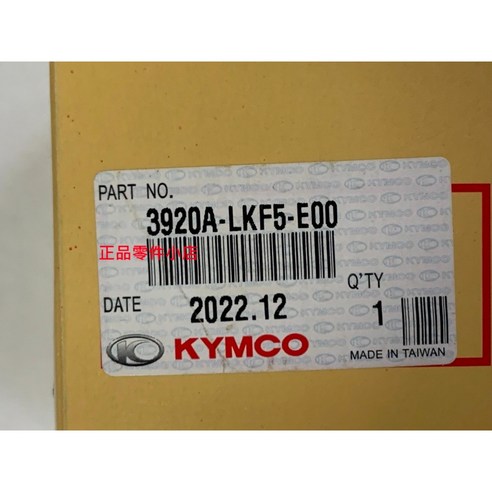 PART NO.
3920A-LKF5-E00
正品零件小店
DATE
2022.12
Q'TY
1
KYMCO
MADE IN TAIWAN